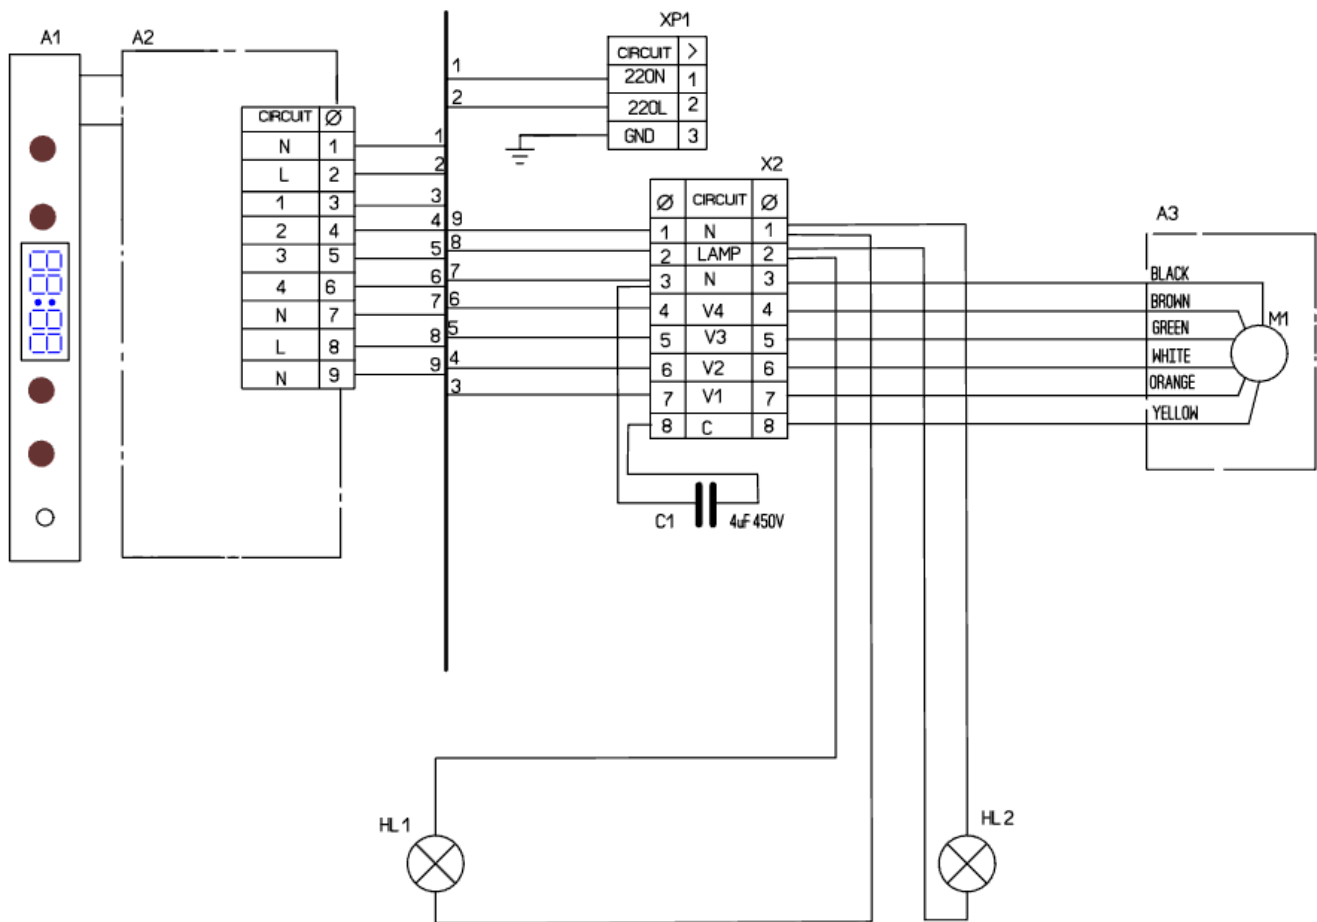 XP1
A1
A2
CIRCUIT >
220N 1
220L 2
GND 3
1
2
CIRCUIT Ø
N 1
L 2
1 3
2 4
3 5
4 6
N 7
L 8
N 9
1
2
3
4
5
6
7
8
9
9
8
7
6
5
4
3
X2
Ø CIRCUIT Ø
1 N 1
2 LAMP 2
3 N 3
4 V4 4
5 V3 5
6 V2 6
7 V1 7
8 C 8
A3
BLACK
BROWN
GREEN
WHITE
ORANGE
YELLOW
M1
88:88
C1
4uF 450V
HL1
HL2